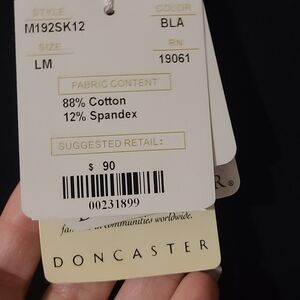 STYLE COLOR
M192SK12 BLA
SIZE RN
LM 19061
FABRIC CONTENT
88% Cotton
12% Spandex
SUGGESTED RETAIL:
$ 90
00231899
R®
communities worldwide.
DONCASTER